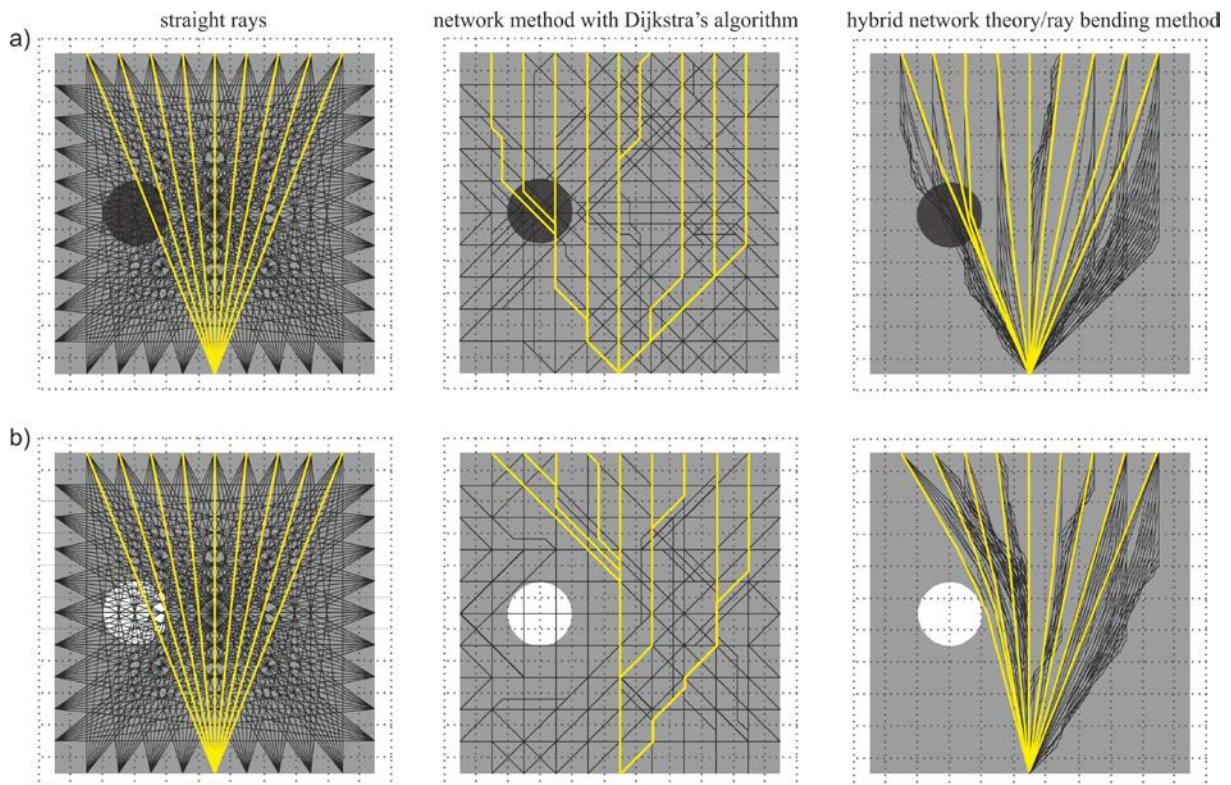 straight rays
network method with Dijkstra's algorithm
hybrid network theory/ray bending method
a)
b)